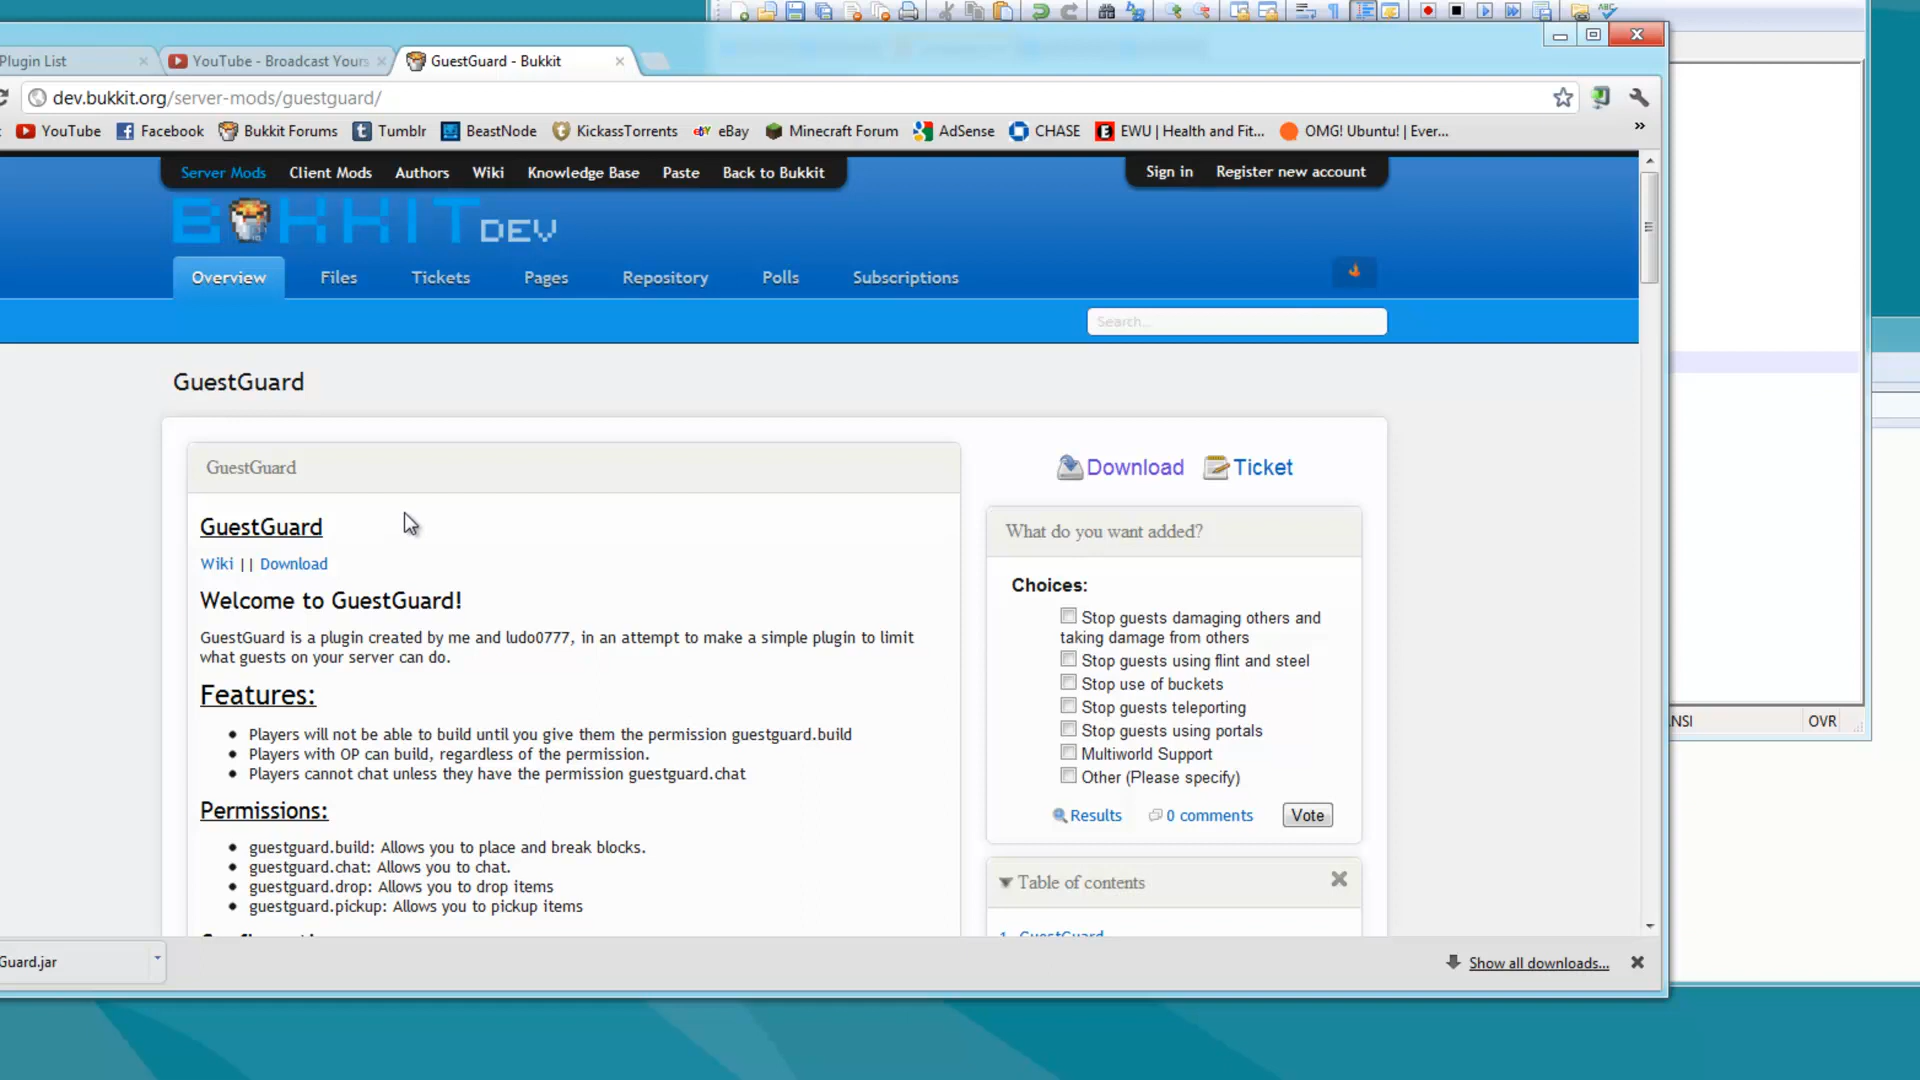 Plugin List
YouTube - Broadcast Yours
GuestGuard - Bukkit
dev.bukkit.org/server-mods/guestguard/
YouTube Facebook Bukkit Forums Tumblr BeastNode KickassTorrents eBay Minecraft Forum AdSense CHASE EWU | Health and Fit... OMG! Ubuntu! | Ever... »
Server Mods Client Mods Authors Wiki Knowledge Base Paste Back to Bukkit Sign in Register new account
BUKKIT DEV
Overview Files Tickets Pages Repository Polls Subscriptions
Search...
GuestGuard
GuestGuard
Download Ticket
GuestGuard
Wiki || Download
Welcome to GuestGuard!
GuestGuard is a plugin created by me and ludo0777, in an attempt to make a simple plugin to limit
what guests on your server can do.
Features:
Players will not be able to build until you give them the permission guestguard.build
Players with OP can build, regardless of the permission.
Players cannot chat unless they have the permission guestguard.chat
Permissions:
guestguard.build: Allows you to place and break blocks.
guestguard.chat: Allows you to chat.
guestguard.drop: Allows you to drop items
guestguard.pickup: Allows you to pickup items
What do you want added?
Choices:
Stop guests damaging others and
taking damage from others
Stop guests using flint and steel
Stop use of buckets
Stop guests teleporting
Stop guests using portals
Multiworld Support
Other (Please specify)
Results 0 comments Vote
Table of contents
1. GuestGuard
Guard.jar
Show all downloads...
NSI OVR